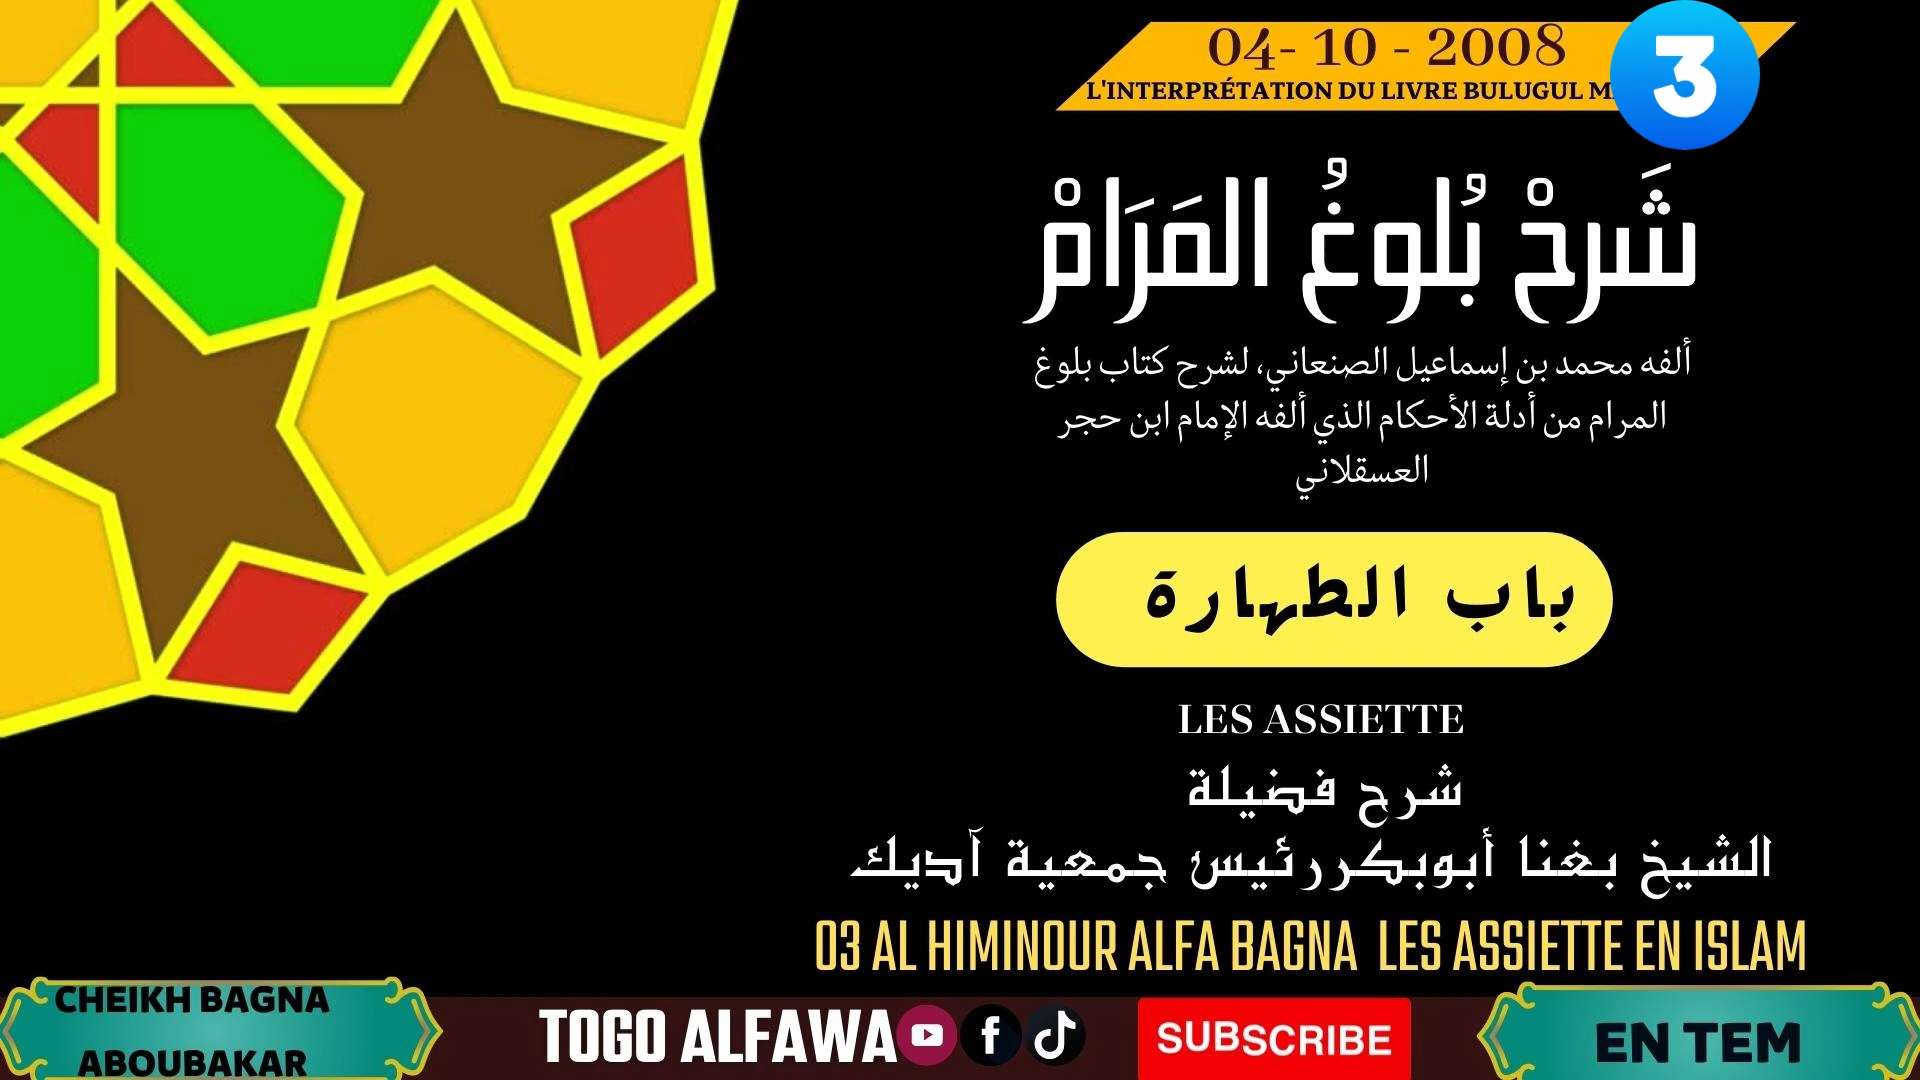 04- 10 - 2008
L'INTERPRÉTATION DU LIVRE BULUGUL
3
شَرحْ بُلوغُ المَرَامْ
ألفه محمد بن إسماعيل الصنعاني، لشرح كتاب بلوغ
المرام من أدلة الأحكام الذي ألفه الإمام ابن حجر
العسقلاني
باب الطهارة
LES ASSIETTE
شرح فضيلة
الشيخ بغنا أبوبكررئيس جمعية آديك
03 AL HIMINOUR ALFA BAGNA LES ASSIETTE EN ISLAM
CHEIKH BAGNA
ABOUBAKAR
TOGO ALFAWA
SUBSCRIBE
EN TEM